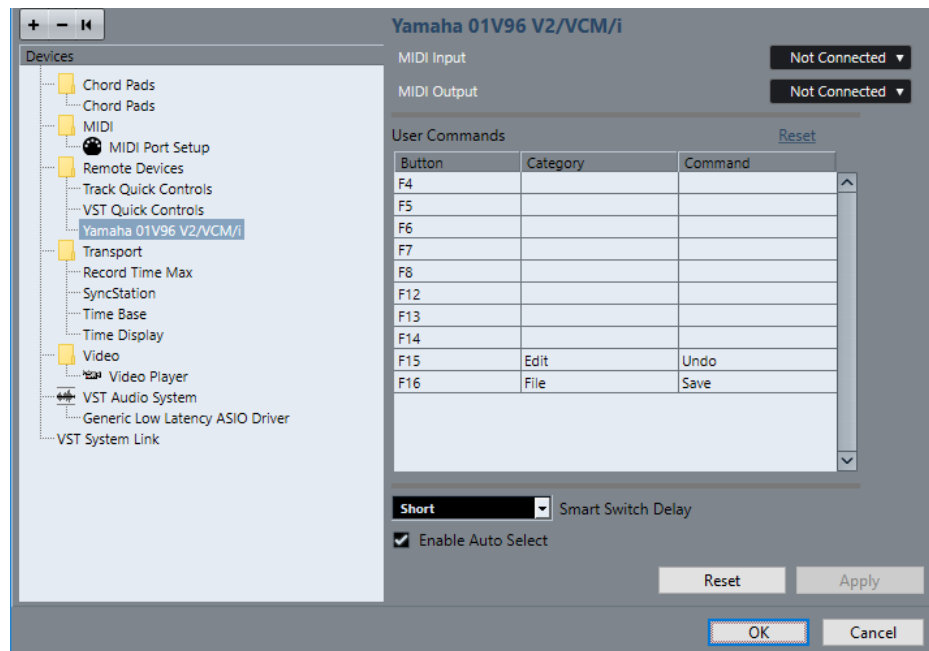 + −
Yamaha 01V96 V2/VCM/i
Devices
Chord Pads
Chord Pads
MIDI
MIDI Port Setup
Remote Devices
Track Quick Controls
VST Quick Controls
Yamaha 01V96 V2/VCM/i
Transport
Record Time Max
SyncStation
Time Base
Time Display
Video
Video Player
VST Audio System
Generic Low Latency ASIO Driver
VST System Link
MIDI Input Not Connected
MIDI Output Not Connected
User Commands Reset
Button Category Command
F4
F5
F6
F7
F8
F12
F13
F14
F15 Edit Undo
F16 File Save
Short Smart Switch Delay
Enable Auto Select
Reset Apply
OK Cancel